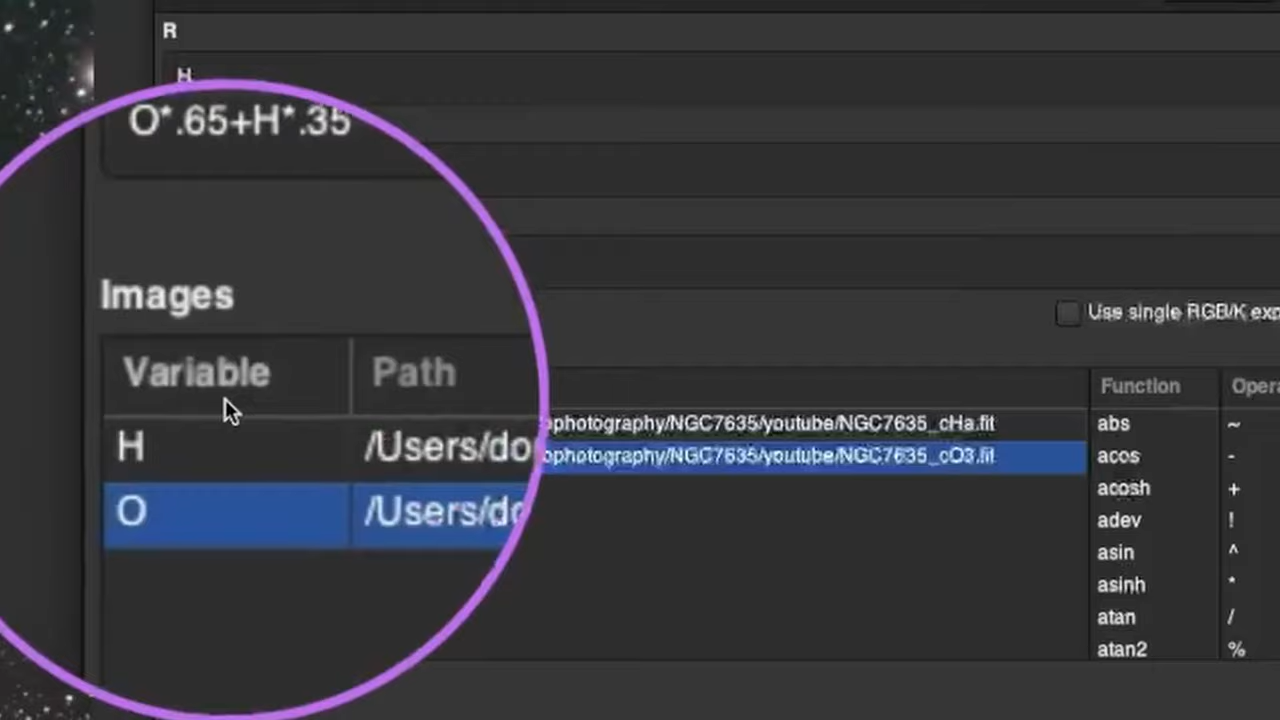 R
H
O*.65+H*.35
Images
Use single RGB/K exp
Variable Path
Function Opera
H /Users/do
ophotography/NGC7635/youtube/NGC7635_cHa.fit
abs ~
O /Users/do
ophotography/NGC7635/youtube/NGC7635_cO3.fit
acos -
acosh +
adev !
asin ^
asinh *
atan /
atan2 %